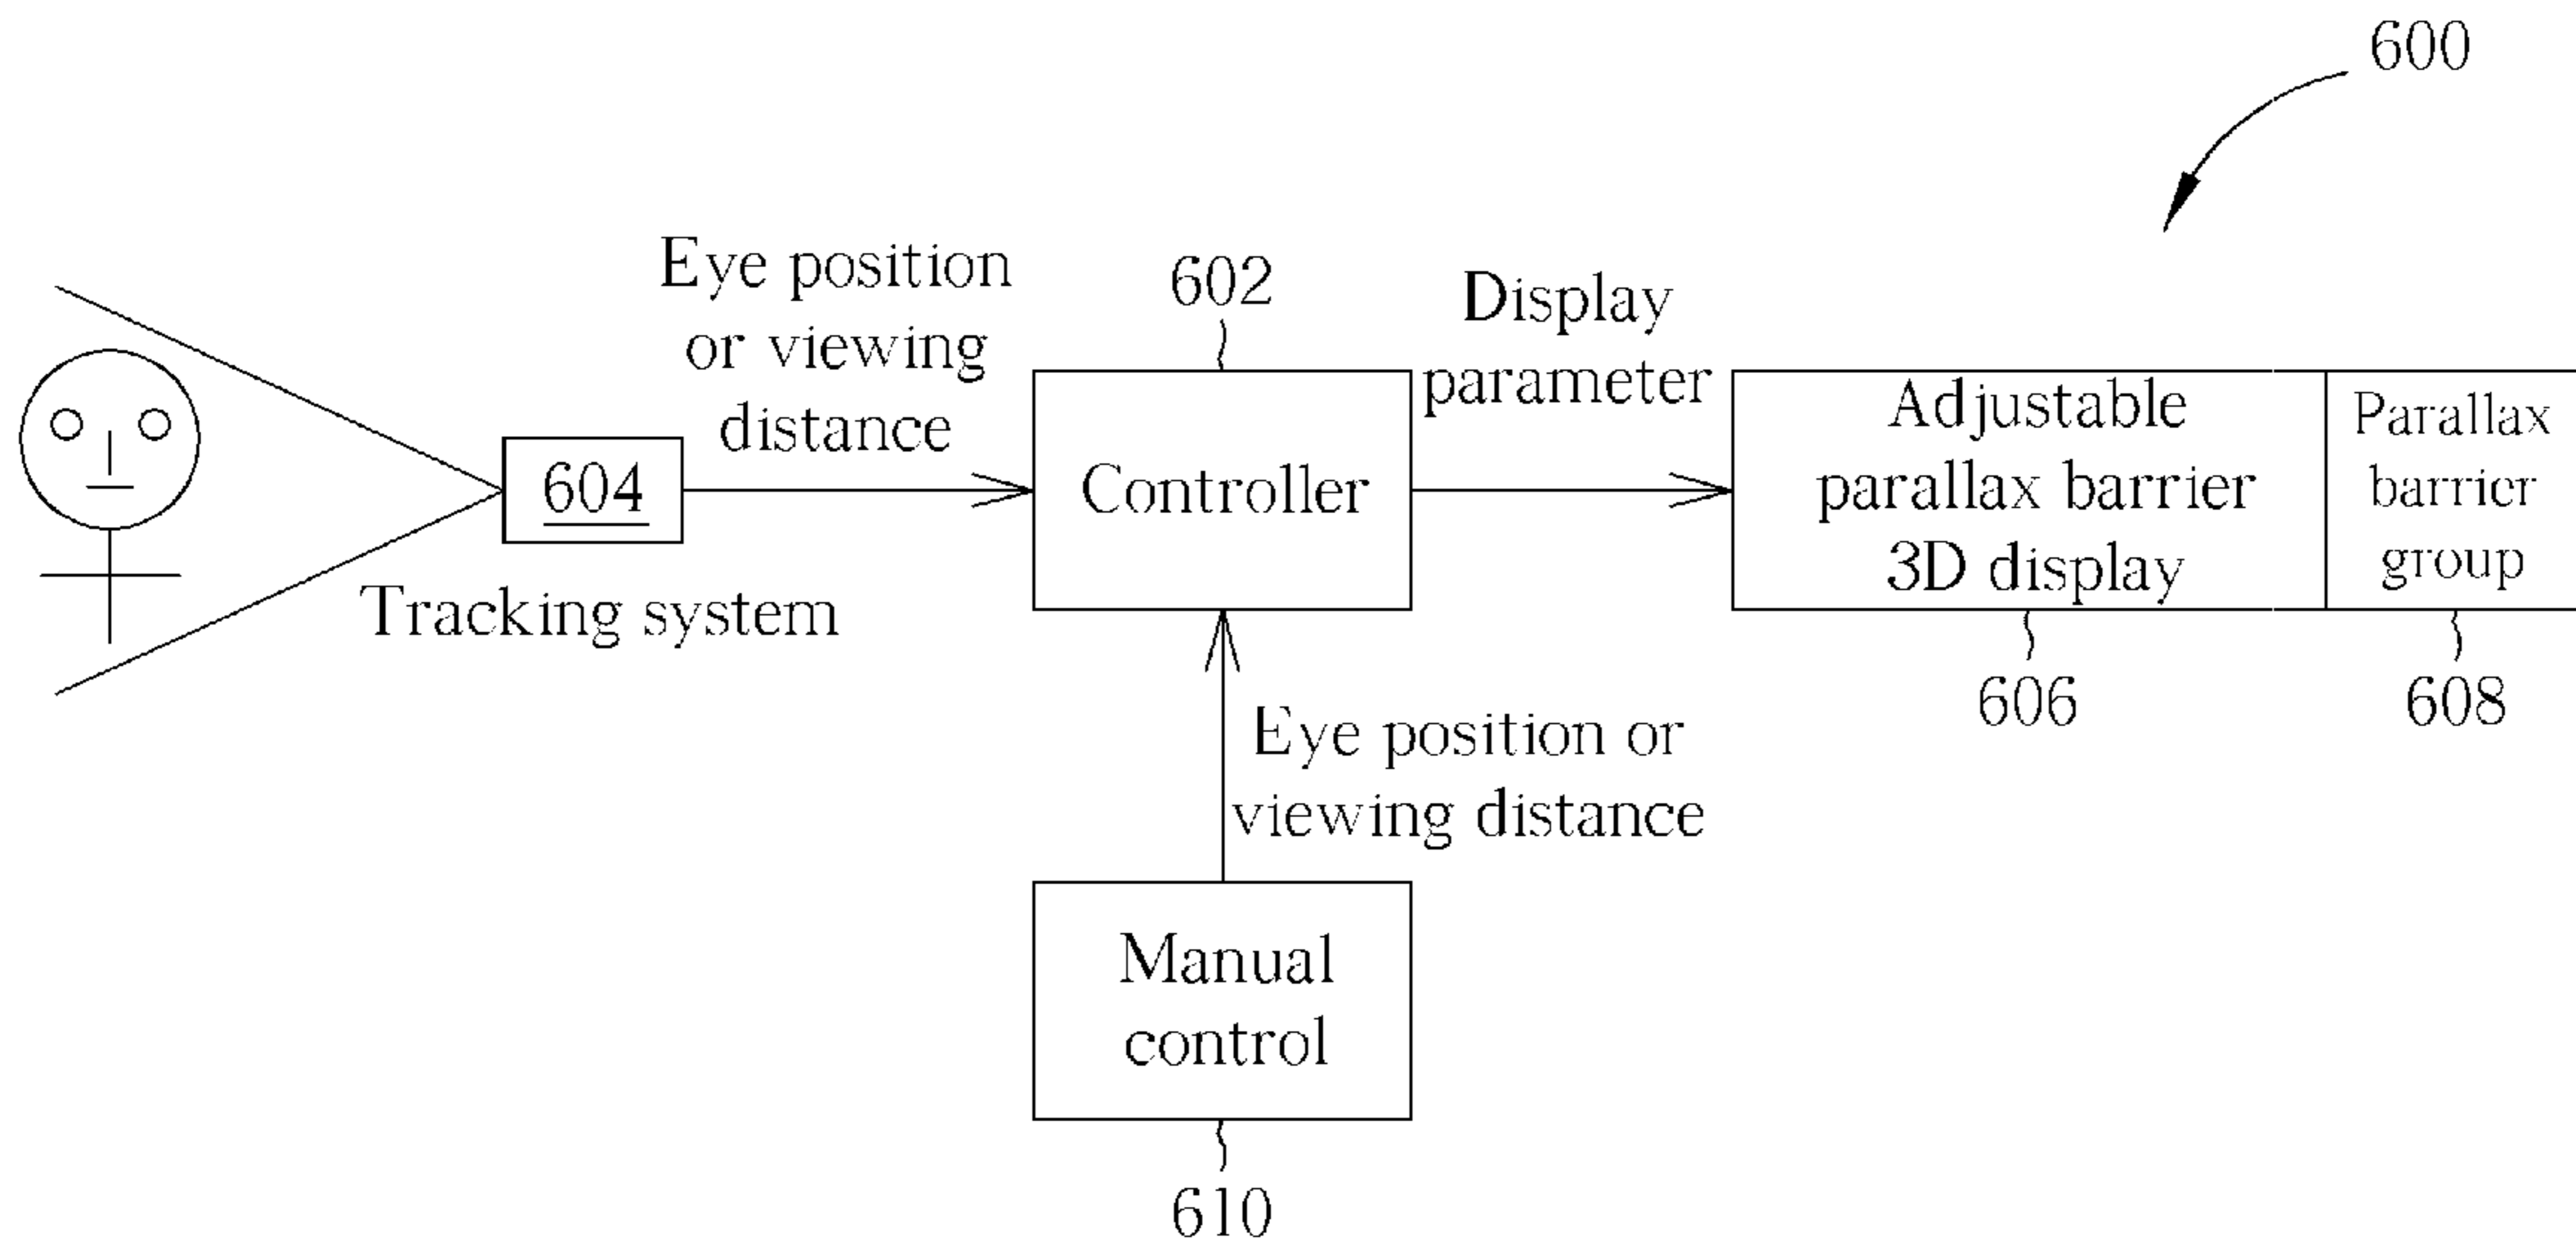 600
Eye position
or viewing
distance
602
Display
parameter
604
Tracking system
Controller
Adjustable
parallax barrier
3D display
Parallax
barrier
group
606
608
Eye position or
viewing distance
Manual
control
610